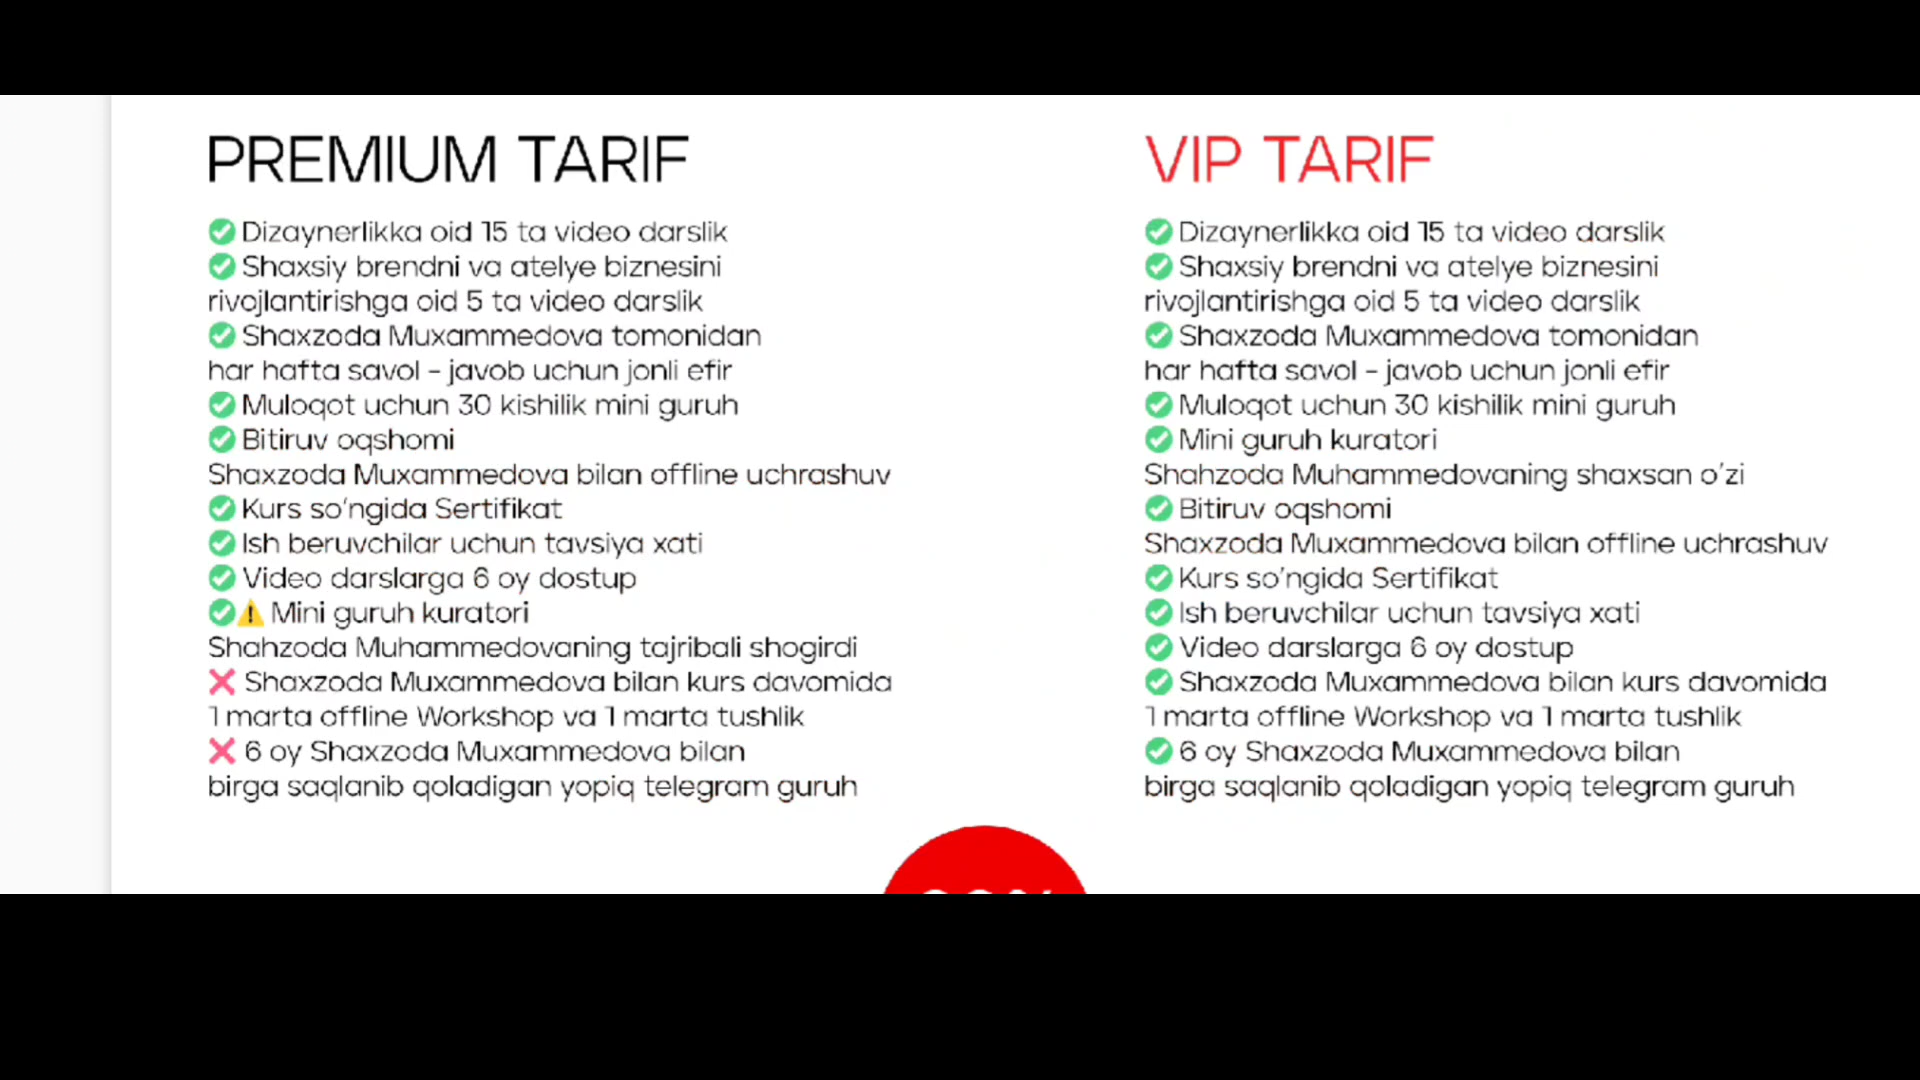 PREMIUM TARIF
✅ Dizaynerlikka oid 15 ta video darslik
✅ Shaxsiy brendni va atelye biznesini
rivojlantirishga oid 5 ta video darslik
✅ Shaxzoda Muxammedova tomonidan
har hafta savol - javob uchun jonli efir
✅ Muloqot uchun 30 kishilik mini guruh
✅ Bitiruv oqshomi
Shaxzoda Muxammedova bilan offline uchrashuv
✅ Kurs so'ngida Sertifikat
✅ Ish beruvchilar uchun tavsiya xati
✅ Video darslarga 6 oy dostup
✅⚠️ Mini guruh kuratori
Shahzoda Muhammedovaning tajribali shogirdi
❌ Shaxzoda Muxammedova bilan kurs davomida
1 marta offline Workshop va 1 marta tushlik
❌ 6 oy Shaxzoda Muxammedova bilan
birga saqlanib qoladigan yopiq telegram guruh
VIP TARIF
✅ Dizaynerlikka oid 15 ta video darslik
✅ Shaxsiy brendni va atelye biznesini
rivojlantirishga oid 5 ta video darslik
✅ Shaxzoda Muxammedova tomonidan
har hafta savol - javob uchun jonli efir
✅ Muloqot uchun 30 kishilik mini guruh
✅ Mini guruh kuratori
Shahzoda Muhammedovaning shaxsan o'zi
✅ Bitiruv oqshomi
Shaxzoda Muxammedova bilan offline uchrashuv
✅ Kurs so'ngida Sertifikat
✅ Ish beruvchilar uchun tavsiya xati
✅ Video darslarga 6 oy dostup
✅ Shaxzoda Muxammedova bilan kurs davomida
1 marta offline Workshop va 1 marta tushlik
✅ 6 oy Shaxzoda Muxammedova bilan
birga saqlanib qoladigan yopiq telegram guruh